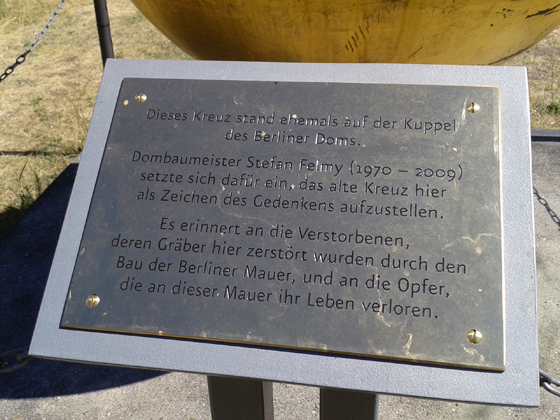 Dieses Kreuz stand ehemals auf der Kuppel
des Berliner Doms.
Dombaumeister Stefan Felmy (1970 – 2009)
setzte sich dafür ein, das alte Kreuz hier
als Zeichen des Gedenkens aufzustellen.
Es erinnert an die Verstorbenen,
deren Gräber hier zerstört wurden durch den
Bau der Berliner Mauer, und an die Opfer,
die an dieser Mauer ihr Leben verloren.